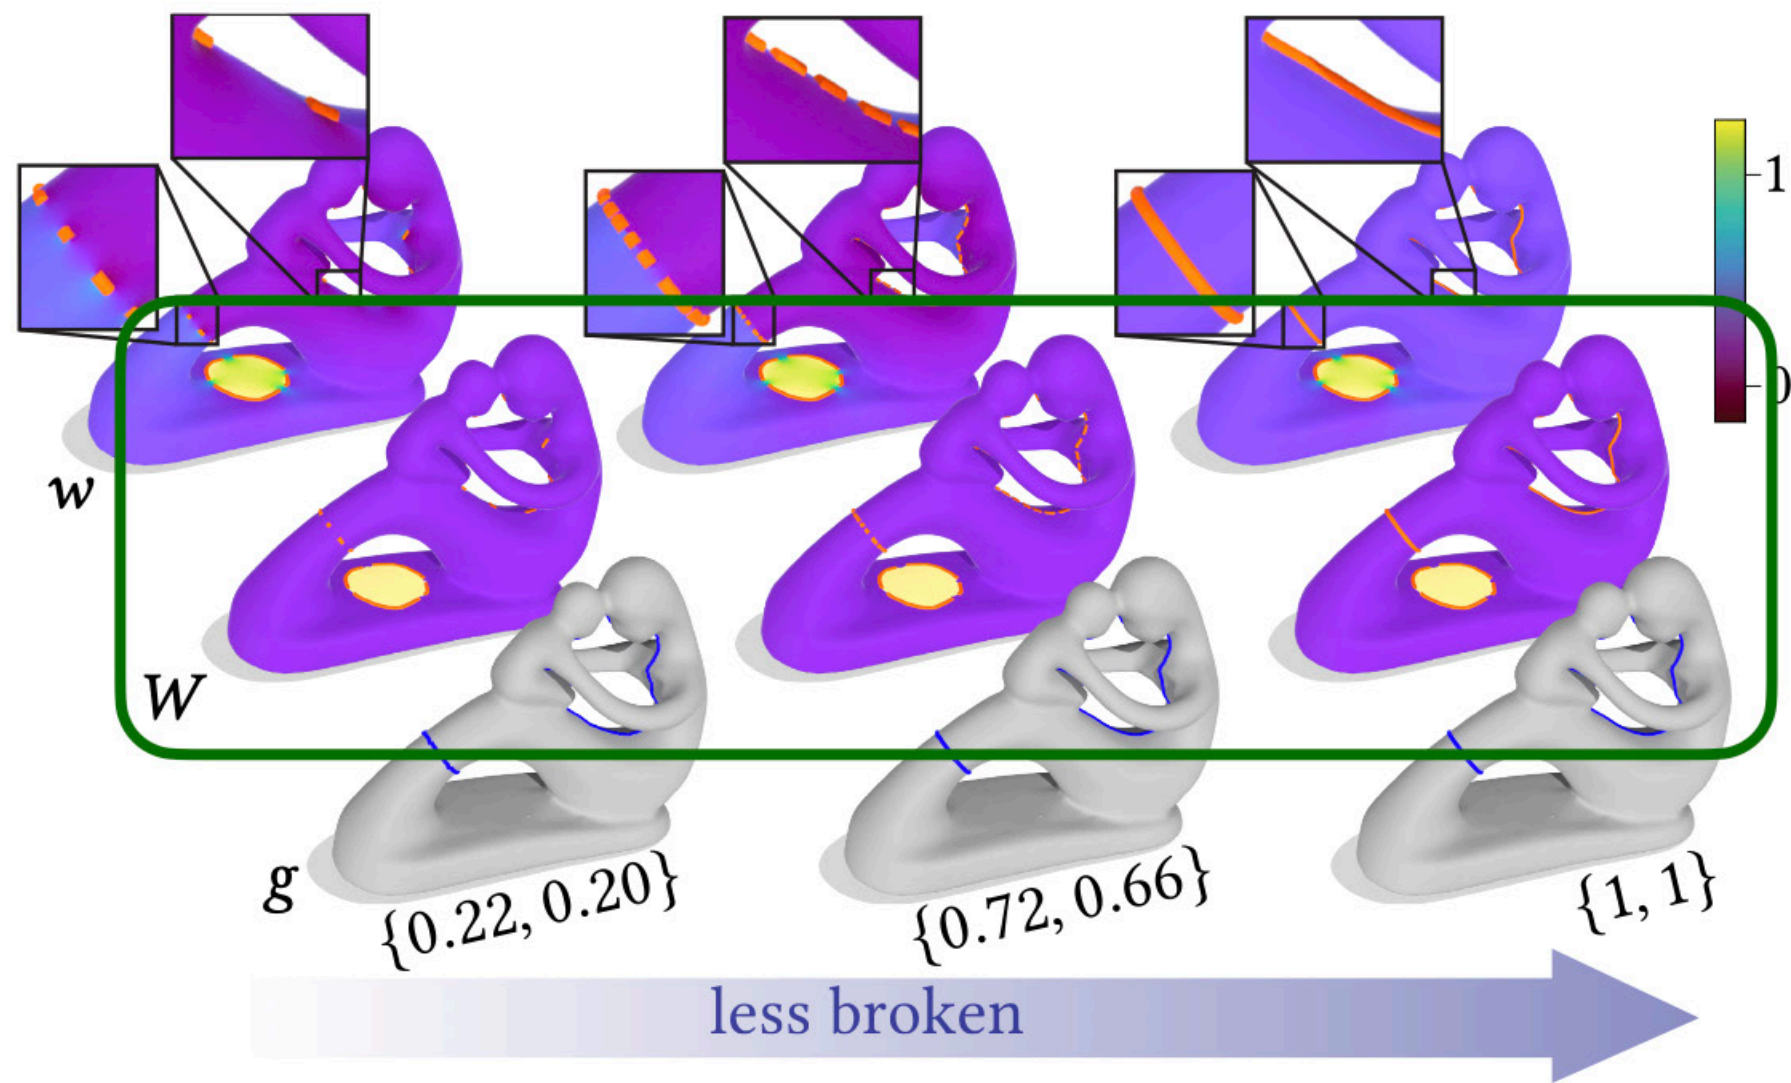 1
0
w
W
g
{0.22, 0.20}
{0.72, 0.66}
{1, 1}
less broken